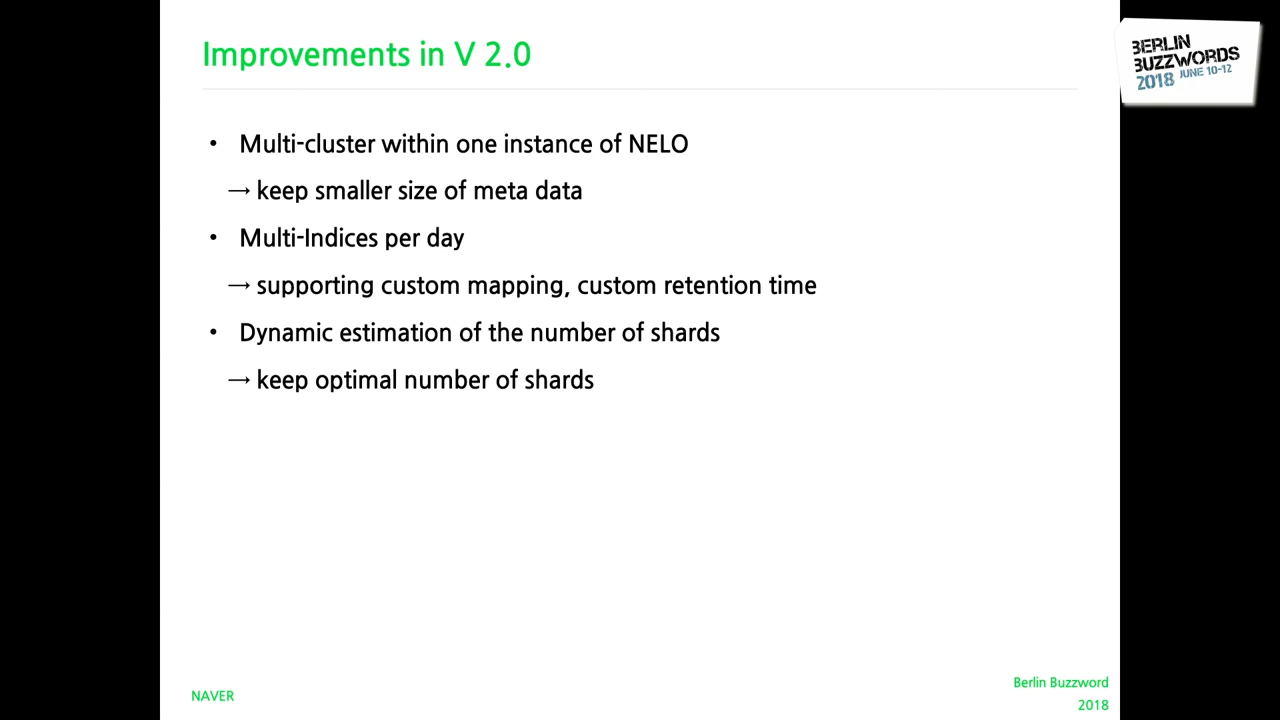 Improvements in V 2.0
BERLIN
BUZZWORDS
2018 JUNE 10-12
• Multi-cluster within one instance of NELO
→ keep smaller size of meta data
• Multi-Indices per day
→ supporting custom mapping, custom retention time
• Dynamic estimation of the number of shards
→ keep optimal number of shards
NAVER
Berlin Buzzword
2018